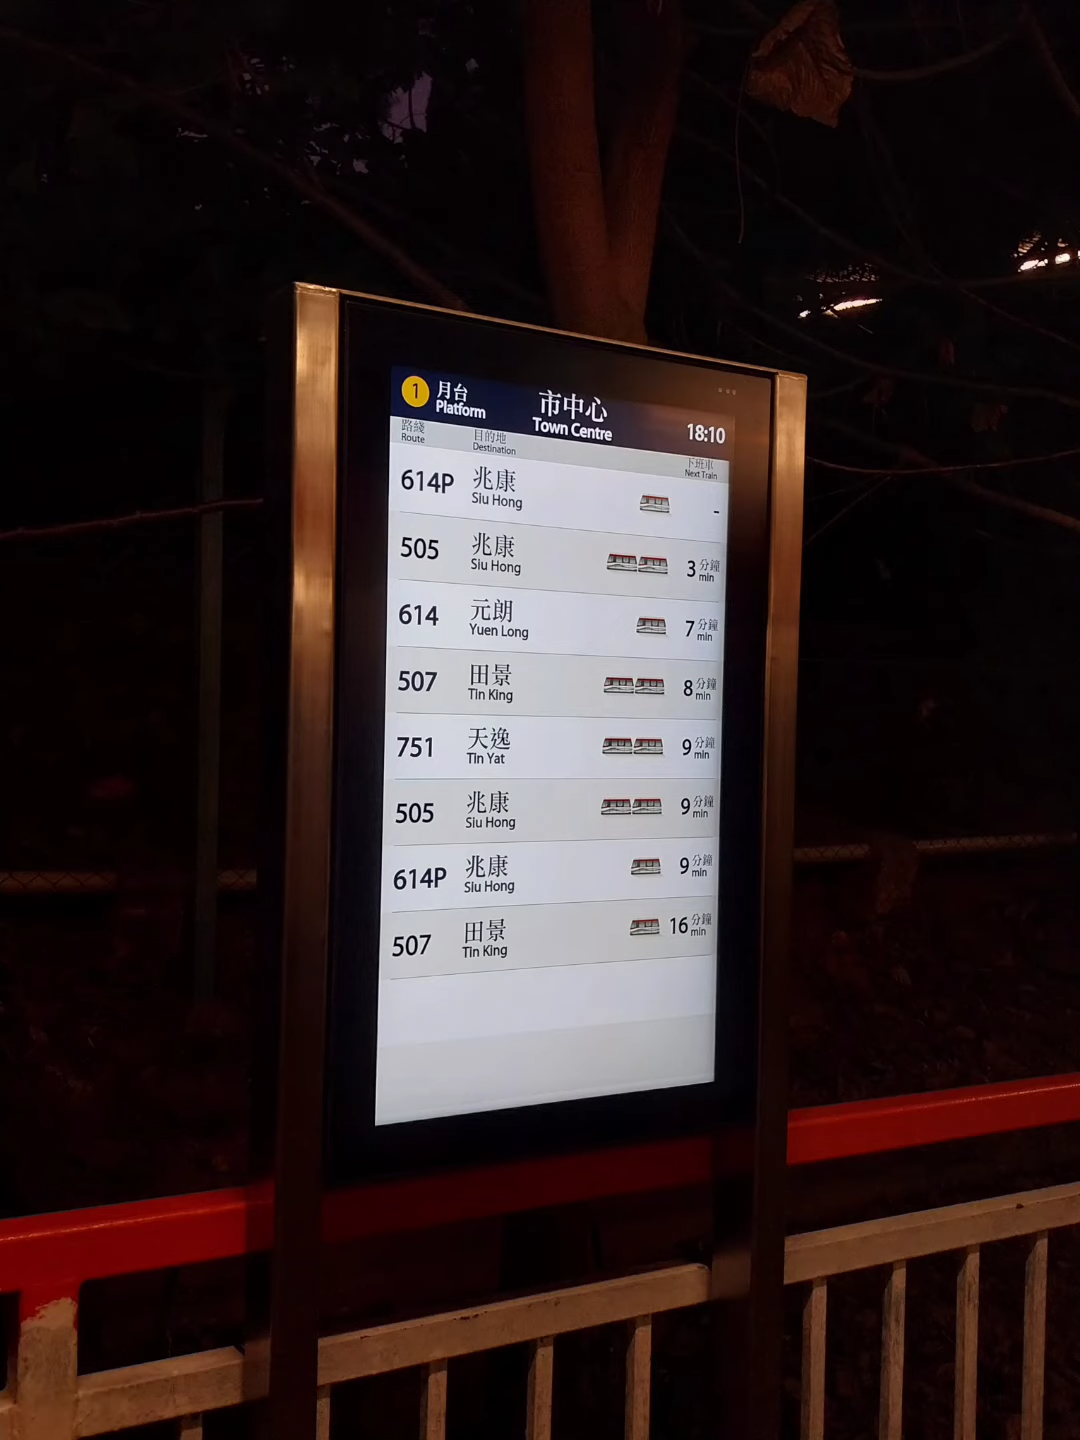 1 月台 Platform
市中心
Town Centre
18:10
路綫 Route
目的地 Destination
下班車 Next Train
614P 兆康 Siu Hong -
505 兆康 Siu Hong 3 分鐘 min
614 元朗 Yuen Long 7 分鐘 min
507 田景 Tin King 8 分鐘 min
751 天逸 Tin Yat 9 分鐘 min
505 兆康 Siu Hong 9 分鐘 min
614P 兆康 Siu Hong 9 分鐘 min
507 田景 Tin King 16 分鐘 min